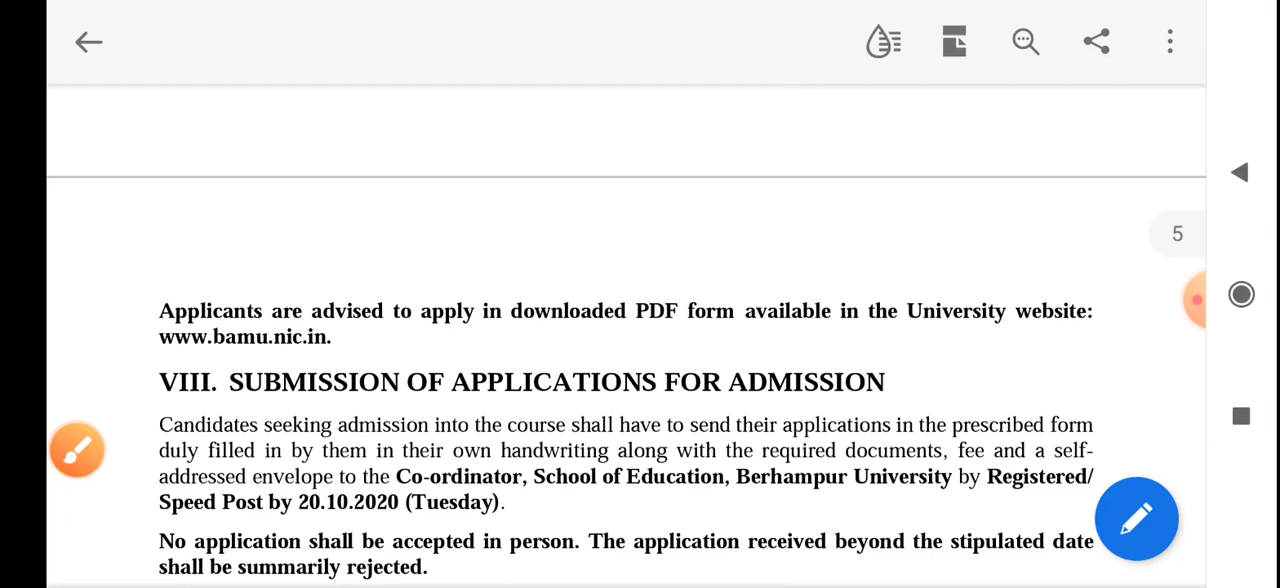 5
Applicants are advised to apply in downloaded PDF form available in the University website:
www.bamu.nic.in.
VIII. SUBMISSION OF APPLICATIONS FOR ADMISSION
Candidates seeking admission into the course shall have to send their applications in the prescribed form
duly filled in by them in their own handwriting along with the required documents, fee and a self-
addressed envelope to the Co-ordinator, School of Education, Berhampur University by Registered/
Speed Post by 20.10.2020 (Tuesday).
No application shall be accepted in person. The application received beyond the stipulated date
shall be summarily rejected.